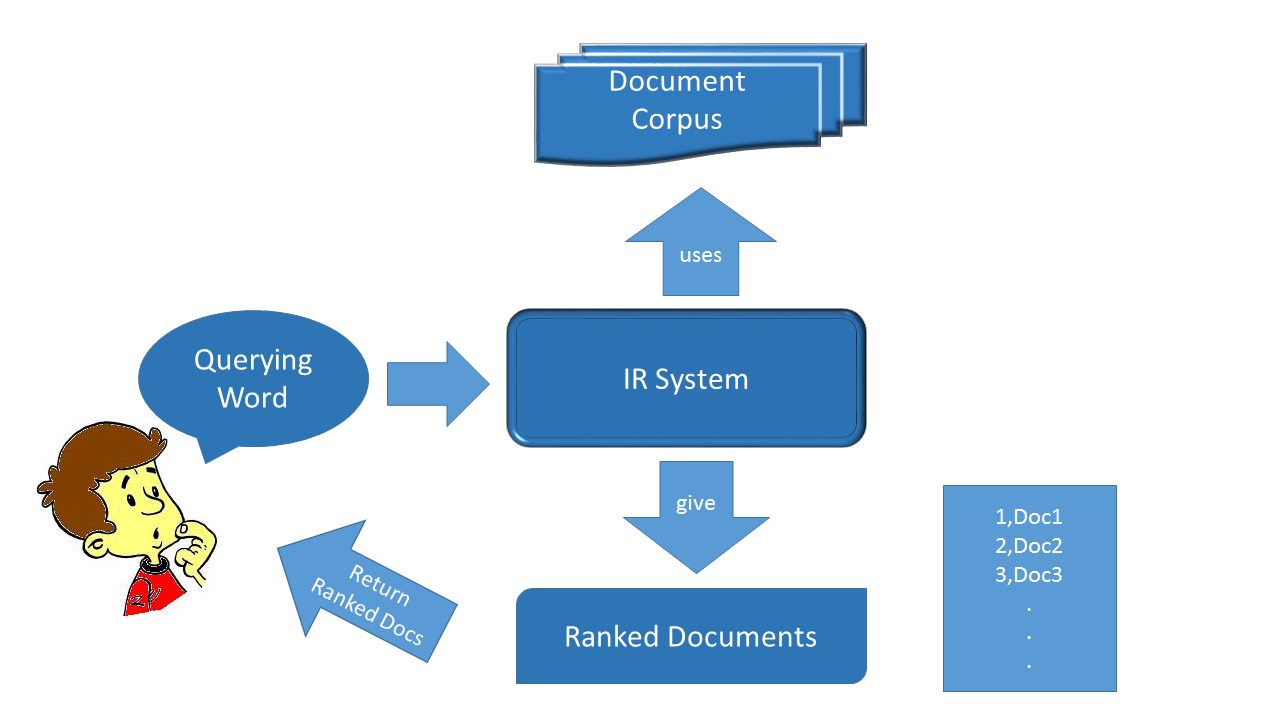 Document
Corpus
uses
Querying
Word
IR System
give
1,Doc1
2,Doc2
3,Doc3
.
.
.
Return
Ranked Docs
Ranked Documents